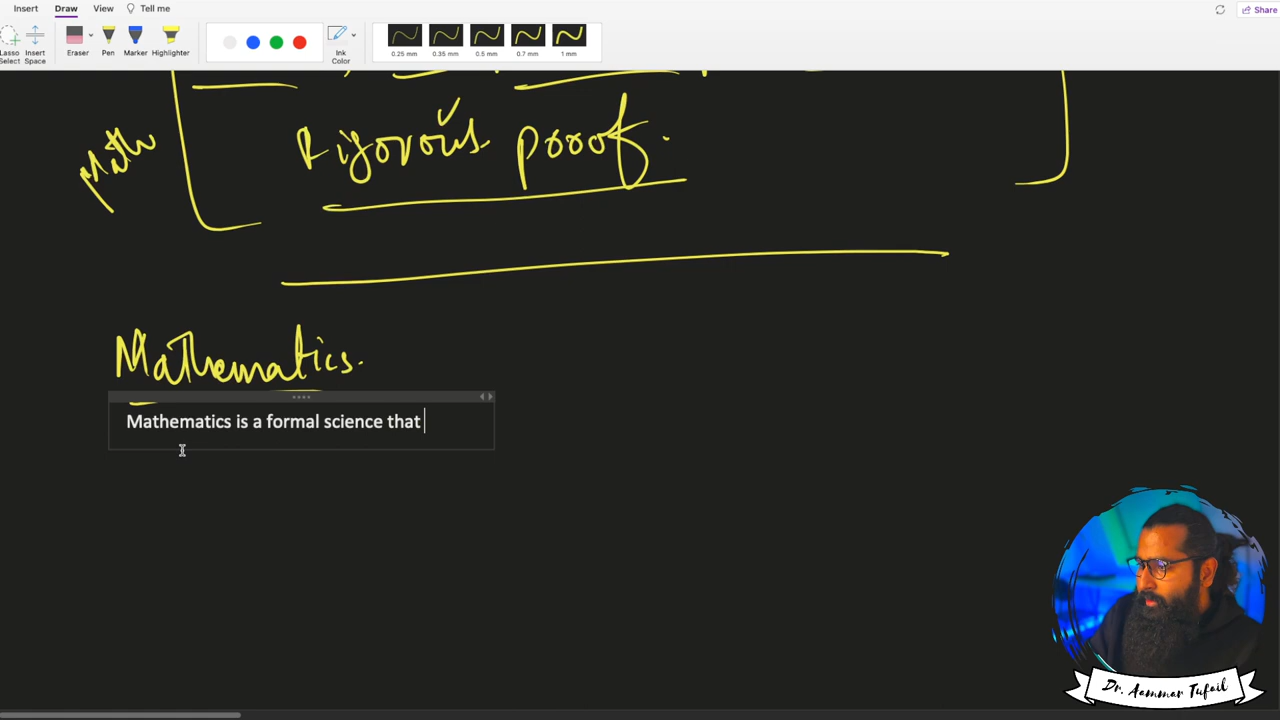 Insert Draw View Tell me
Share
Lasso Select
Insert Space
Eraser
Pen
Marker
Highlighter
Ink Color
0.25 mm
0.35 mm
0.5 mm
0.7 mm
1 mm
Math
Rigorous proof.
Mathematics.
Mathematics is a formal science that
Dr. Aammar Tufail